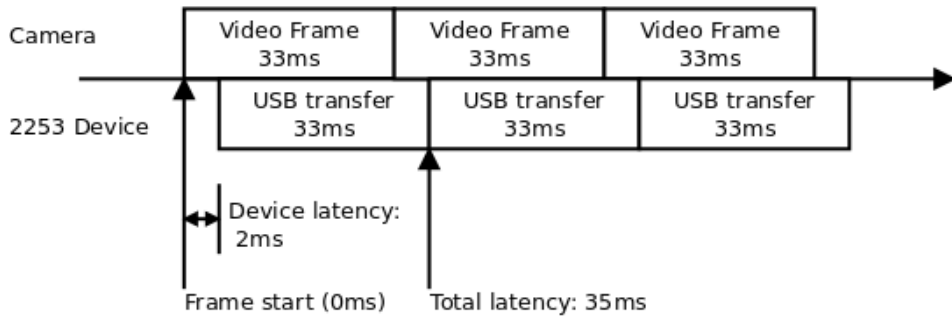 Camera
Video Frame
33ms
Video Frame
33ms
Video Frame
33ms
2253 Device
USB transfer
33ms
USB transfer
33ms
USB transfer
33ms
Device latency:
2ms
Frame start (0ms)
Total latency: 35ms